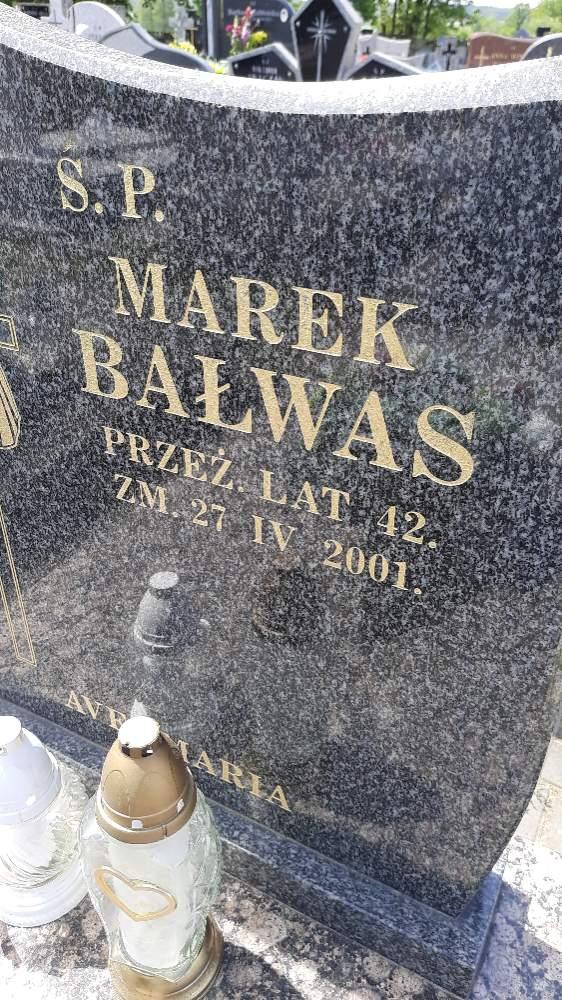 Ś. P.
MAREK
BAŁWAS
PRZEŻ. LAT 42.
ZM. 27 IV 2001.
MARIA